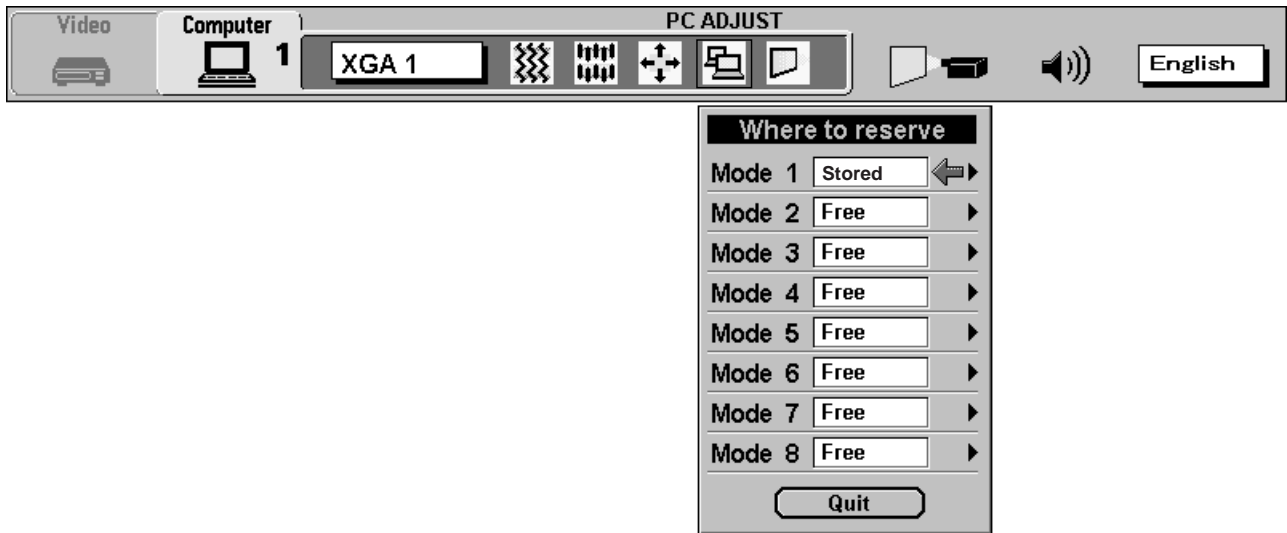 Video
Computer
PC ADJUST
1
XGA 1
English
Where to reserve
Mode 1 Stored
Mode 2 Free
Mode 3 Free
Mode 4 Free
Mode 5 Free
Mode 6 Free
Mode 7 Free
Mode 8 Free
Quit